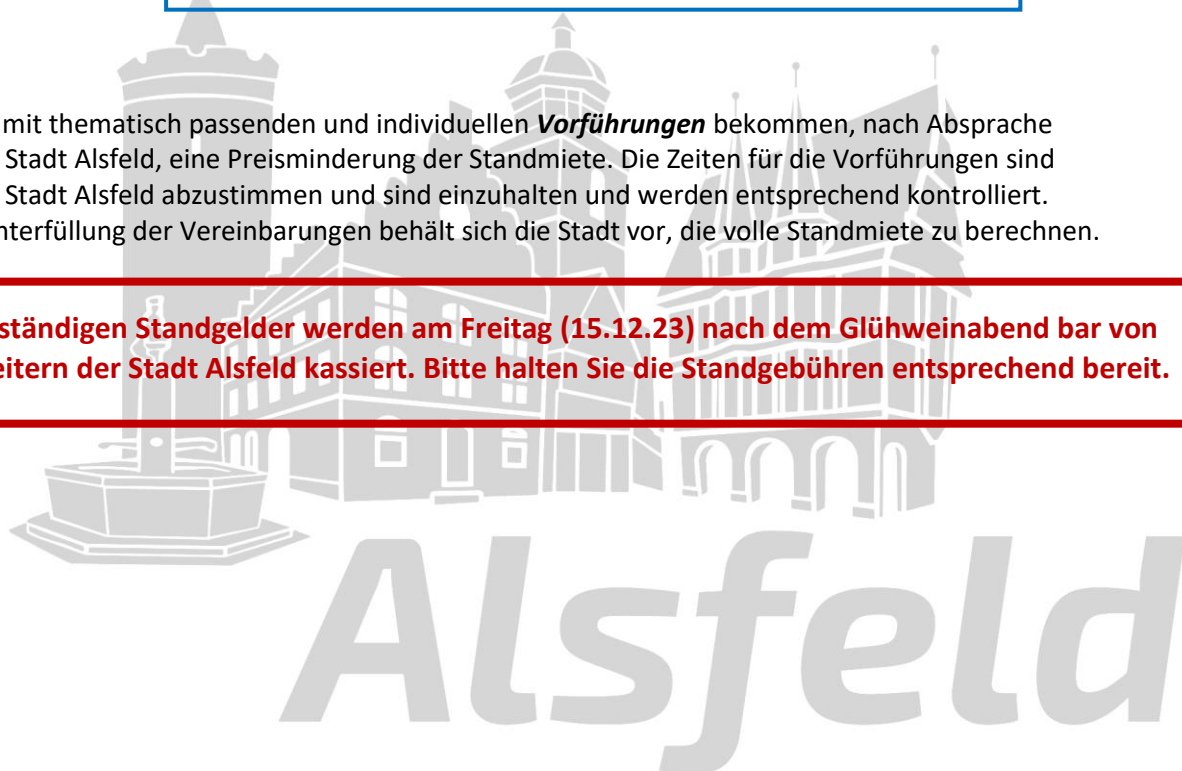 mit thematisch passenden und individuellen Vorführungen bekommen, nach Absprache
Stadt Alsfeld, eine Preisminderung der Standmiete. Die Zeiten für die Vorführungen sind
Stadt Alsfeld abzustimmen und sind einzuhalten und werden entsprechend kontrolliert.
nterfüllung der Vereinbarungen behält sich die Stadt vor, die volle Standmiete zu berechnen.
ständigen Standgelder werden am Freitag (15.12.23) nach dem Glühweinabend bar von
eitern der Stadt Alsfeld kassiert. Bitte halten Sie die Standgebühren entsprechend bereit.
Alsfeld